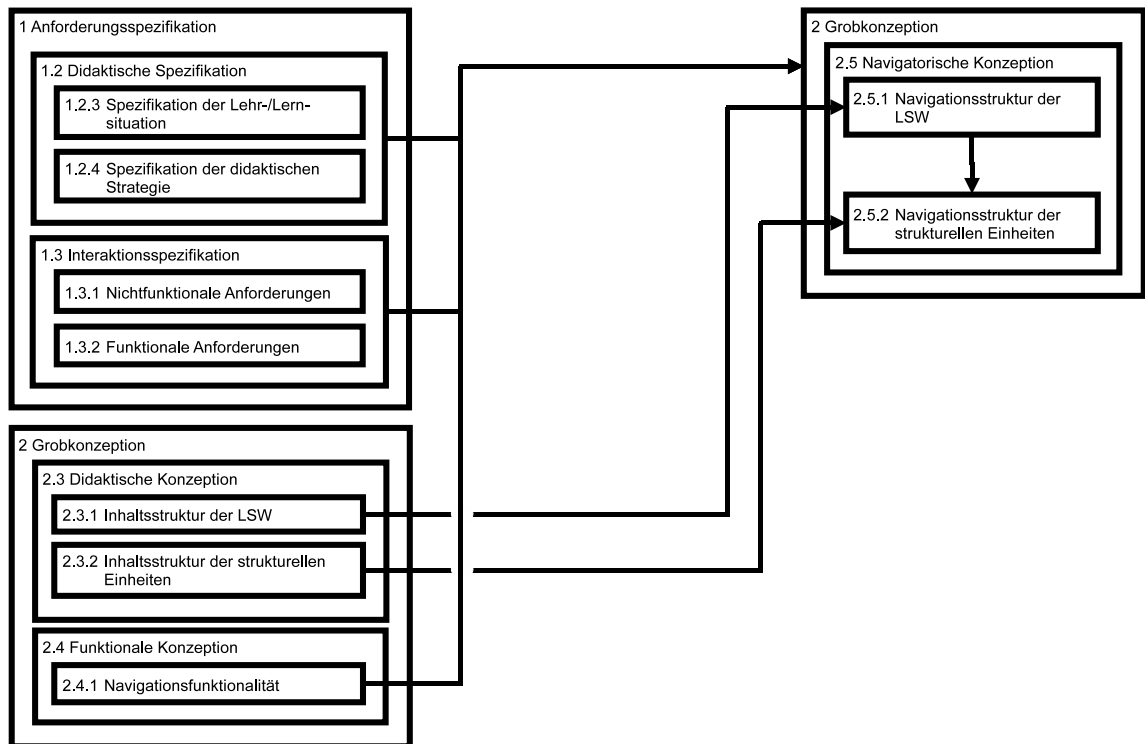 1 Anforderungsspezifikation
1.2 Didaktische Spezifikation
1.2.3 Spezifikation der Lehr-/Lern-
situation
1.2.4 Spezifikation der didaktischen
Strategie
1.3 Interaktionsspezifikation
1.3.1 Nichtfunktionale Anforderungen
1.3.2 Funktionale Anforderungen
2 Grobkonzeption
2.3 Didaktische Konzeption
2.3.1 Inhaltsstruktur der LSW
2.3.2 Inhaltsstruktur der strukturellen
Einheiten
2.4 Funktionale Konzeption
2.4.1 Navigationsfunktionalität
2 Grobkonzeption
2.5 Navigatorische Konzeption
2.5.1 Navigationsstruktur der
LSW
2.5.2 Navigationsstruktur der
strukturellen Einheiten